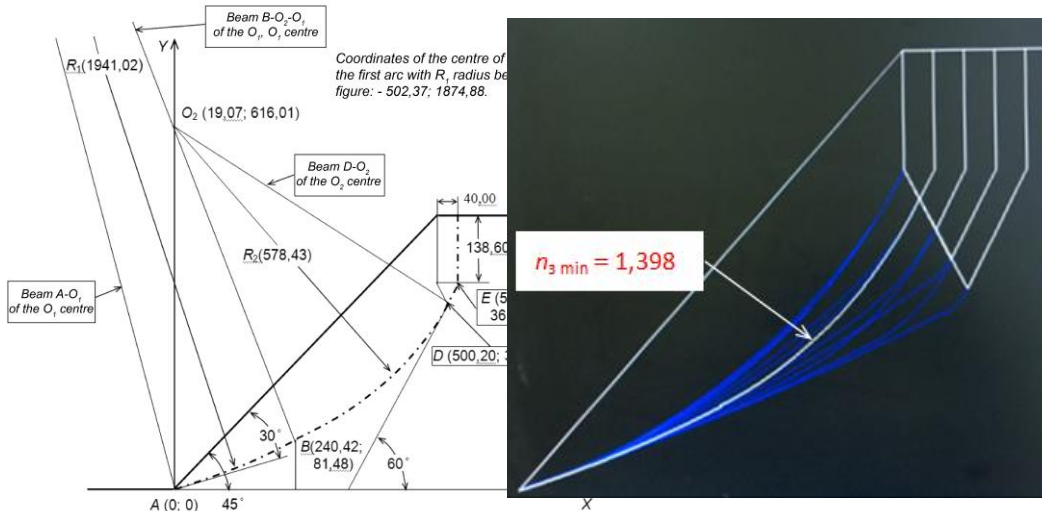 Beam B-O2-O1
of the O1, O1 centre
Y
R1(1941,02)
Coordinates of the centre of
the first arc with R1 radius be
figure: - 502,37; 1874,88.
O2 (19,07; 616,01)
Beam D-O2
of the O2 centre
40,00
138,60
R2(578,43)
n3 min = 1,398
Beam A-O1
of the O1 centre
E (5
36
D (500,20; 3
30°
B(240,42;
81,48)
60°
A (0; 0)
45°
X